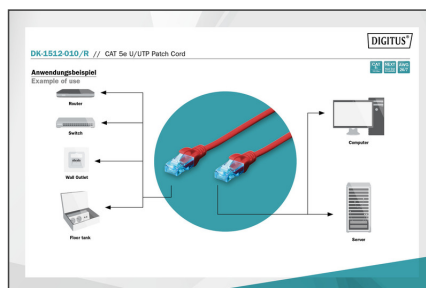 DIGITUS®
DK-1512-010/R // CAT 5e U/UTP Patch Cord
Anwendungsbeispiel
Example of use
Router
Switch
Wall Outlet
Floor tank
Computer
Server